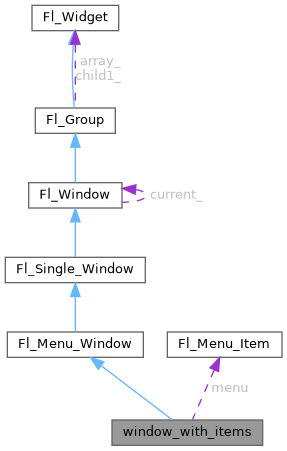 Fl_Widget
array_
child1_
Fl_Group
Fl_Window
current_
Fl_Single_Window
Fl_Menu_Window
Fl_Menu_Item
menu
window_with_items